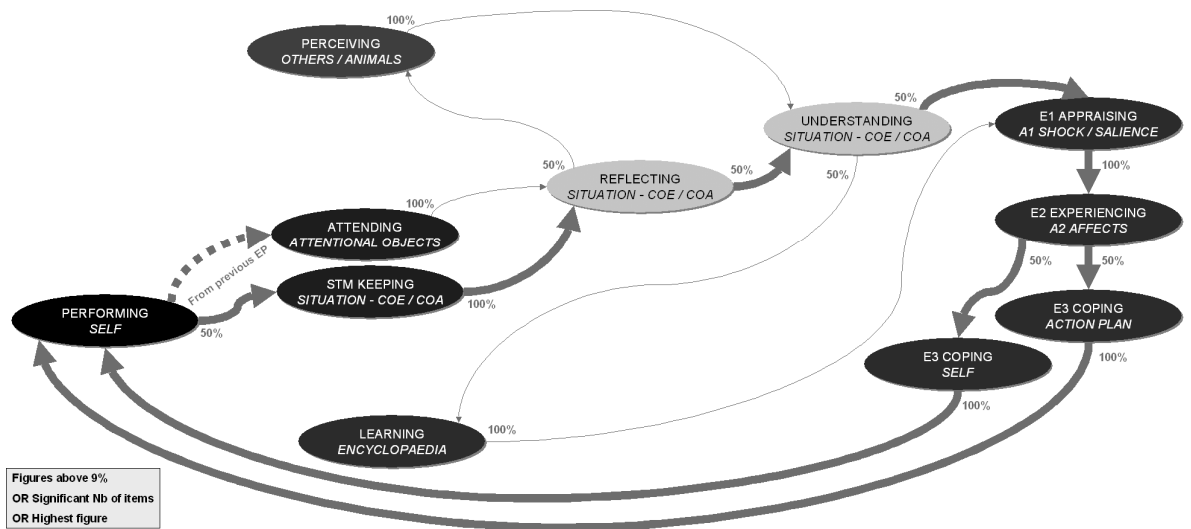 100%
PERCEIVING
OTHERS / ANIMALS
100%
50%
UNDERSTANDING
SITUATION - COE / COA
50%
E1 APPRAISING
A1 SHOCK / SALIENCE
100%
50%
REFLECTING
SITUATION - COE / COA
50%
100%
ATTENDING
ATTENTIONAL OBJECTS
E2 EXPERIENCING
A2 AFFECTS
50%
50%
From previous EP
STM KEEPING
SITUATION - COE / COA
100%
PERFORMING
SELF
50%
E3 COPING
ACTION PLAN
100%
E3 COPING
SELF
100%
LEARNING
ENCYCLOPAEDIA
100%
Figures above 9%
OR Significant Nb of items
OR Highest figure